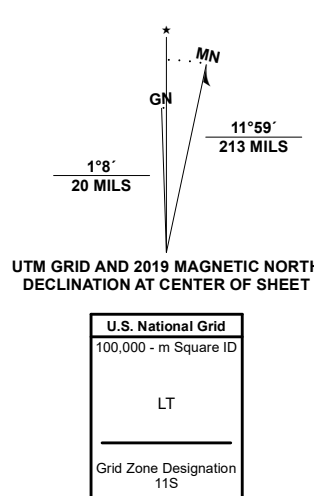 ★
MN
GN
11°59´
213 MILS
1°8´
20 MILS
UTM GRID AND 2019 MAGNETIC NORTH
DECLINATION AT CENTER OF SHEET
U.S. National Grid
100,000 - m Square ID
LT
Grid Zone Designation
11S